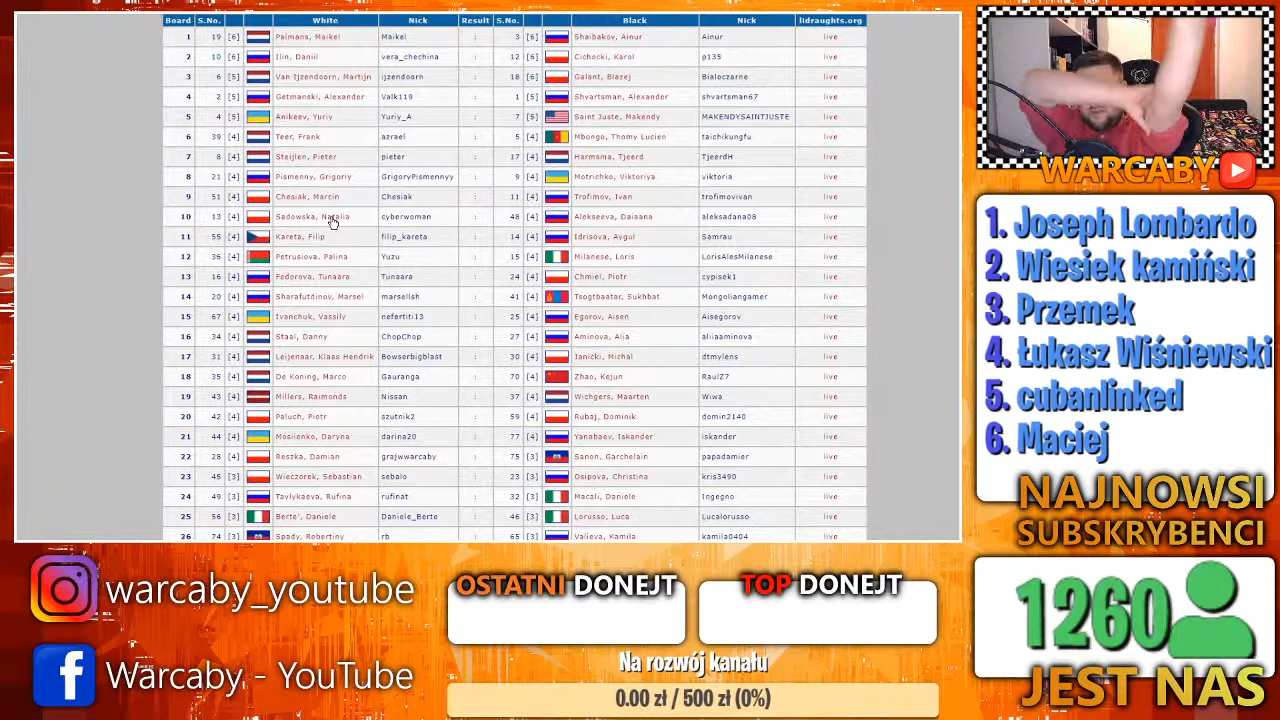 Board S.No. White Nick Result S.No. Black Nick lidraughts.org
1 19 [6] Palmans, Maikel Maikel : 3 [6] Shaibakov, Ainur Ainur live
2 10 [6] Ilin, Daniil vera_chechina : 12 [6] Cichocki, Karol p135 live
3 6 [5] Van IJzendoorn, Martijn ijzendoorn : 18 [6] Galant, Blazej Bialoczarne live
4 2 [5] Getmanski, Alexander Valk119 : 1 [5] Shvartsman, Alexander shvartsman67 live
5 4 [5] Anikeev, Yuriy Yuriy_A : 7 [5] Saint Juste, Makendy MAKENDYSAINTJUSTE live
6 39 [4] Teer, Frank azrael : 5 [4] Mbongo, Thomy Lucien taichikungfu live
7 8 [4] Steijlen, Pieter pieter : 17 [4] Harmsma, Tjeerd TjeerdH live
8 21 [4] Pismenny, Grigoriy GrigoryPismennyy : 9 [4] Motrichko, Viktoriya viktoria live
9 51 [4] Chesiak, Marcin Chesiak : 11 [4] Trofimov, Ivan trofimovivan live
10 13 [4] cyberwoman : 48 [4] Alekseeva, Daiaana aleksadana08 live
11 55 [4] Kareta, Filip filip_kareta : 14 [4] Idrisova, Aygul Samrau live
12 36 [4] Petrusiova, Palina lazu : 15 [4] Milanese, Loris LorisAlesMilanese live
13 16 [4] Fedorova, Tunaara Tunaara : 24 [4] Chmiel, Piotr cypisek1 live
14 20 [4] Sharafutdinov, Marsel marsellsh : 41 [4] Tsogtbaatar, Sukhbat Mongoliangamer live
15 67 [4] Ivanchuk, Vassily nefertiti13 : 25 [4] Egorov, Aisen Aisegorov live
16 34 [4] Staal, Danny ChopChop : 27 [4] Aminova, Alia aliaaminova live
17 31 [4] Leijenaar, Klaas Hendrik Bowserbigblast : 30 [4] Janicki, Michal dtmylens live
18 35 [4] De Koning, Marco Gauranga : 70 [4] Zhao, Kejun RaulZ7 live
19 43 [4] Millers, Raimonds Nissan : 37 [4] Wichgers, Maarten Wiwa live
20 42 [4] Paluch, Piotr szutnik2 : 59 [4] Rubaj, Dominik domin2140 live
21 44 [4] Mosiienko, Daryna darina20 : 77 [4] Yanabaev, Iskander iskander live
22 28 [4] Reszka, Damian grajwwarcaby : 75 [3] Sanon, Garchelain papadamier live
23 45 [3] Wieczorek, Sebastian sebalo : 23 [3] Osipova, Christina kris3490 live
24 49 [3] Tavlykaeva, Rufina rufinat : 32 [3] Macali, Daniele Ingegno live
25 56 [3] Berte', Daniele Daniele_Berte : 46 [3] Lorusso, Luca Lucalorusso live
26 74 [3] Spady, Robertiny rb 65 [3] Valieva, Kamila kamila0404 live
WARCABY
1. Joseph Lombardo
2. Wiesiek kamiński
3. Przemek
4. Łukasz Wiśniewski
5. cubanlinked
6. Maciej
NAJNOWSI
SUBSKRYBENCI
1260
JEST NAS
warcaby_youtube
Warcaby - YouTube
OSTATNI DONEJT
TOP DONEJT
Na rozwój kanału
0.00 zł / 500 zł (0%)